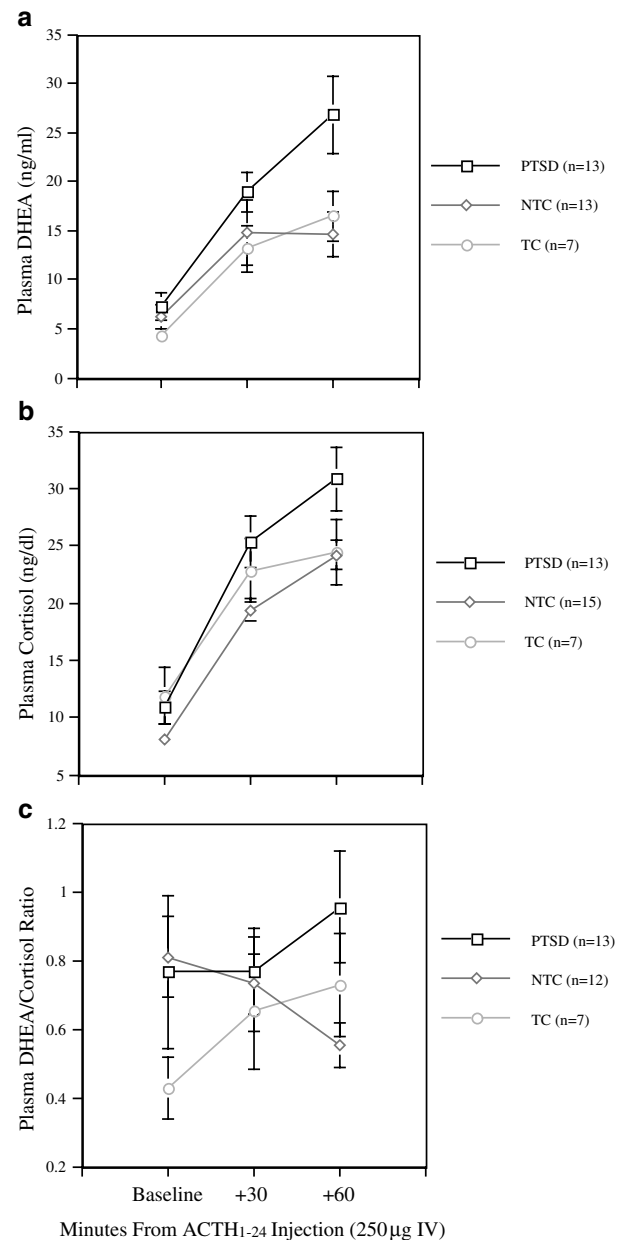 a
35
30
25
20
15
10
5
0
Plasma DHEA (ng/ml)
PTSD (n=13)
NTC (n=13)
TC (n=7)
b
35
30
25
20
15
10
5
Plasma Cortisol (ng/dl)
PTSD (n=13)
NTC (n=15)
TC (n=7)
c
1.2
1
0.8
0.6
0.4
0.2
Plasma DHEA/Cortisol Ratio
PTSD (n=13)
NTC (n=12)
TC (n=7)
Baseline +30 +60
Minutes From ACTH1-24 Injection (250μg IV)